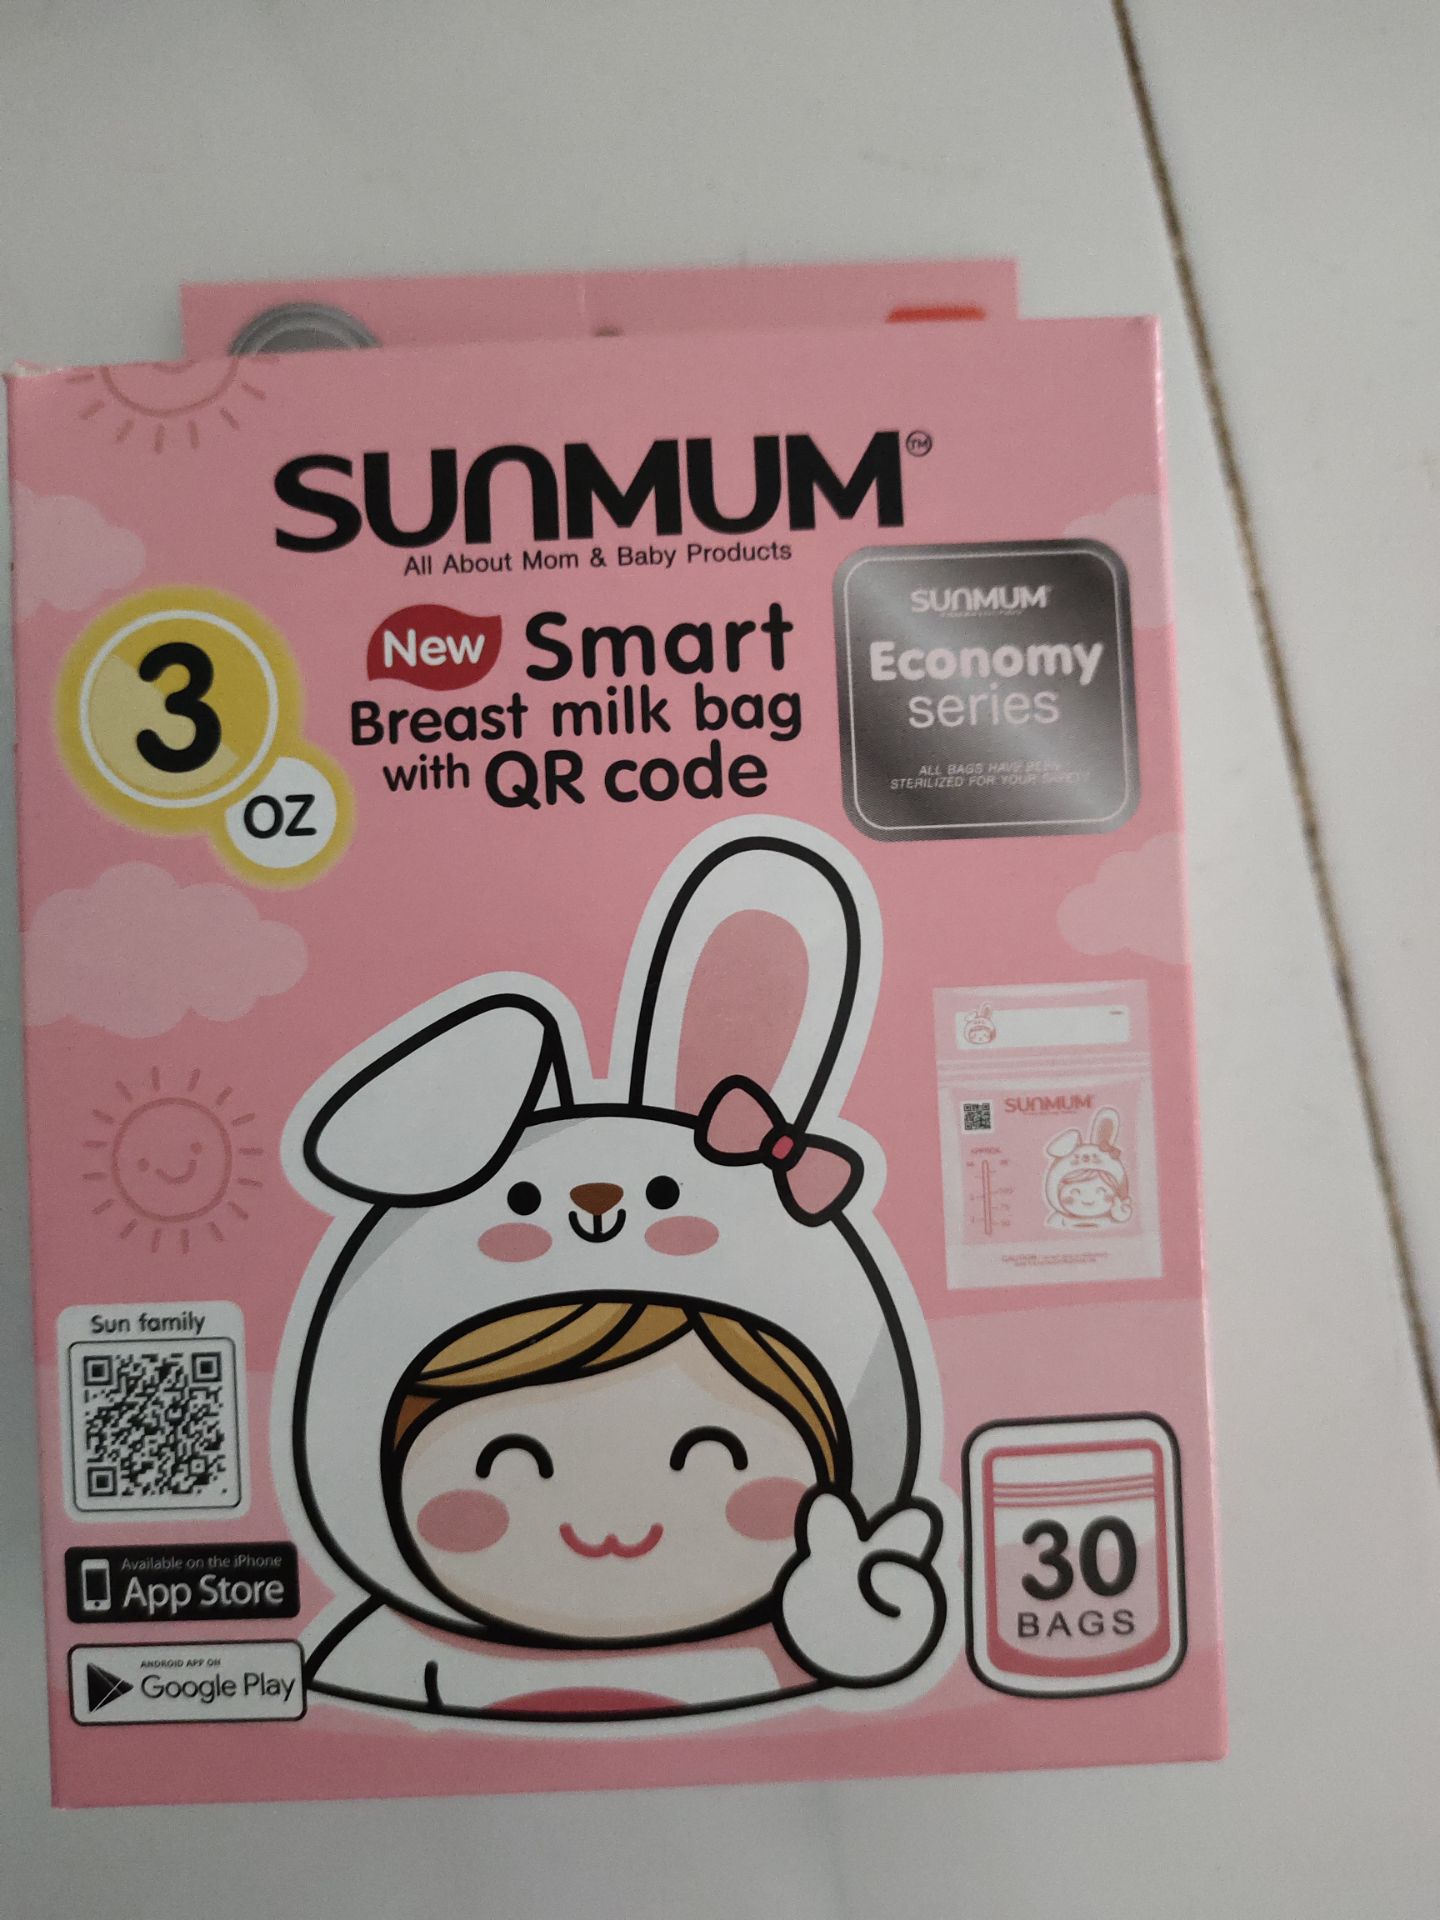 SUNMUM™
All About Mom & Baby Products
3
OZ
New Smart
Breast milk bag
with QR code
SUNMUM
Economy
series
ALL BAGS HAVE BEEN
STERILIZED FOR YOUR SAFETY
SUNMUM
Sun family
Available on the iPhone
App Store
ANDROID APP ON
Google Play
30
BAGS